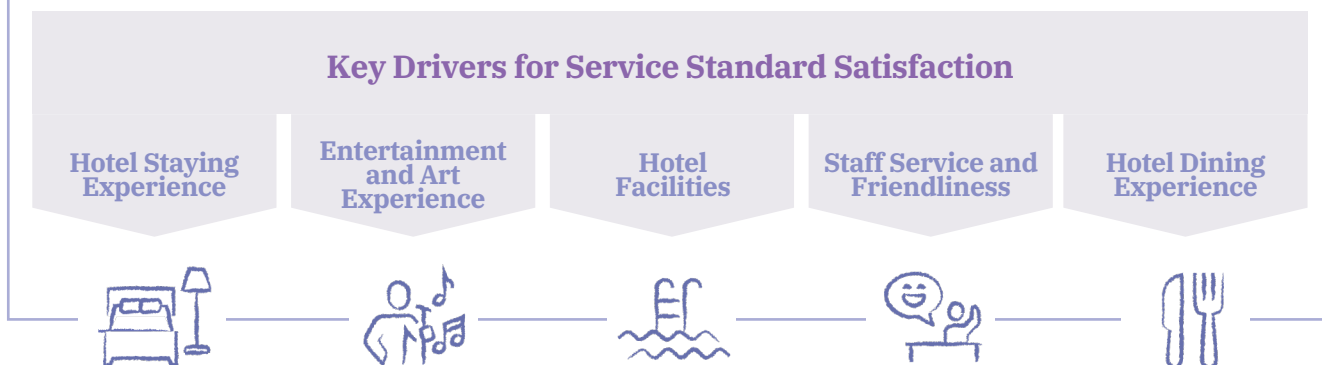 Key Drivers for Service Standard Satisfaction
Hotel Staying
Experience
Entertainment
and Art
Experience
Hotel
Facilities
Staff Service and
Friendliness
Hotel Dining
Experience